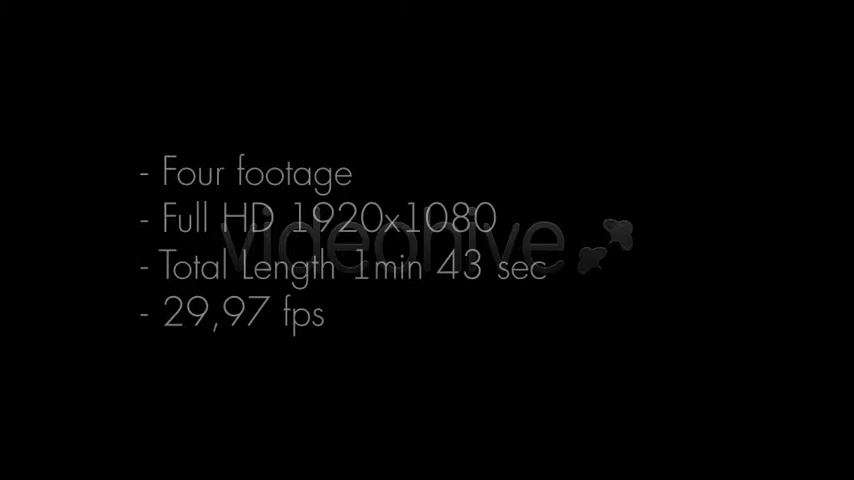 - Four footage
- Full HD 1920x1080
videohive
- Total Length 1min 43 sec
- 29,97 fps